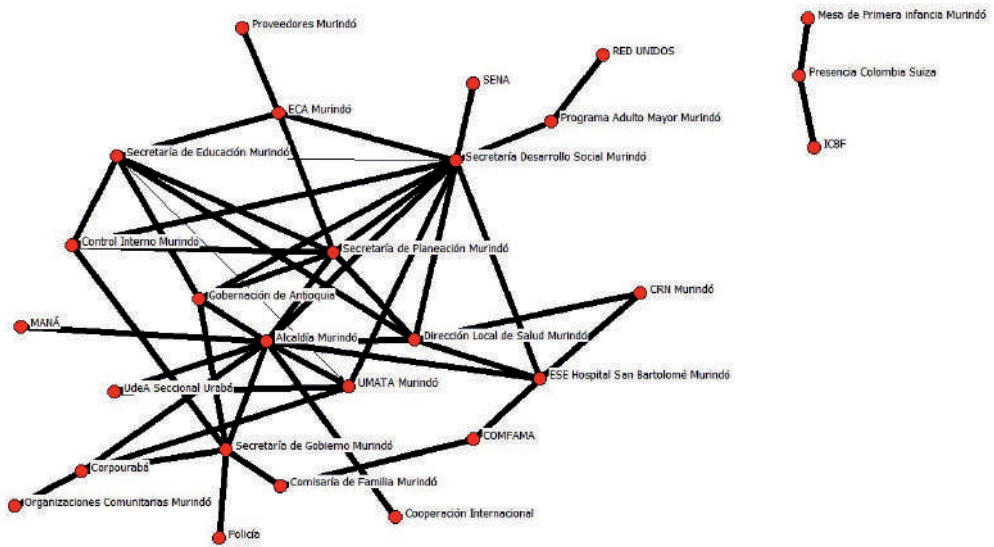 Mesa de Primera infancia Murindó
Proveedores Murindó
RED UNIDOS
Presencia Colombia Suiza
SENA
ECA Murindó
Programa Adulto Mayor Murindó
ICBF
Secretaría de Educación Murindó
Secretaría Desarrollo Social Murindó
Control Interno Murindó
Secretaría de Planeación Murindó
CRN Murindó
Gobernación de Antioquia
MANÁ
Alcaldía Murindó
Dirección Local de Salud Murindó
ESE Hospital San Bartolomé Murindó
UdeA Seccional Urabá
UMATA Murindó
COMFAMA
Secretaría de Gobierno Murindó
Corpourabá
Comisaría de Familia Murindó
Organizaciones Comunitarias Murindó
Cooperación Internacional
Policía